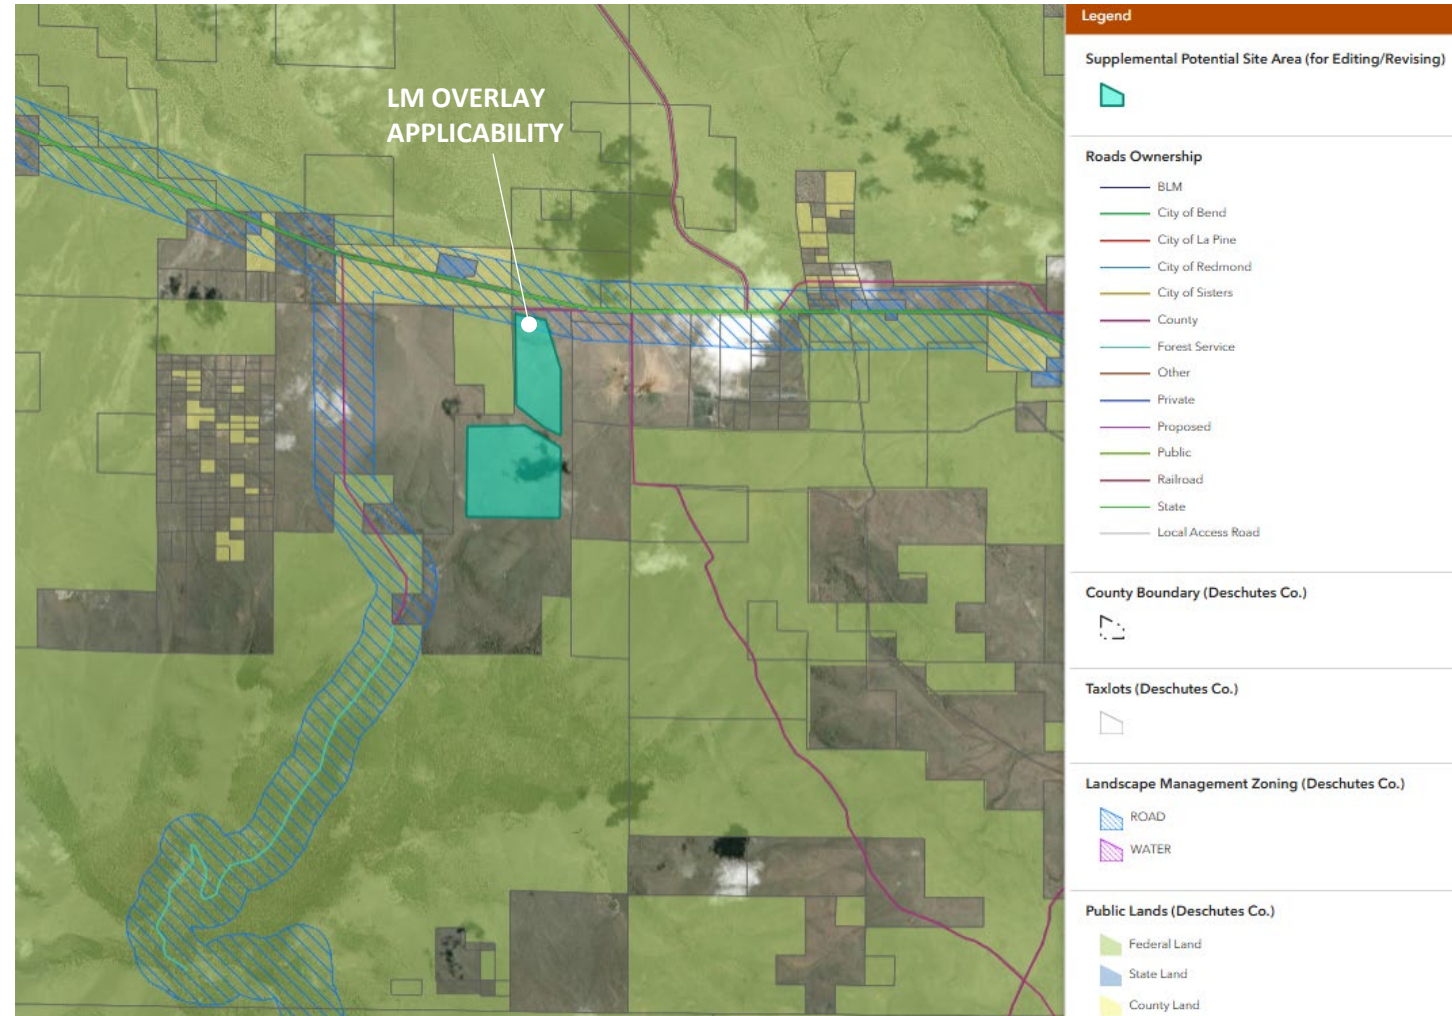 LM OVERLAY
APPLICABILITY
Legend
Supplemental Potential Site Area (for Editing/Revising)
Roads Ownership
BLM
City of Bend
City of La Pine
City of Redmond
City of Sisters
County
Forest Service
Other
Private
Proposed
Public
Railroad
State
Local Access Road
County Boundary (Deschutes Co.)
Taxlots (Deschutes Co.)
Landscape Management Zoning (Deschutes Co.)
ROAD
WATER
Public Lands (Deschutes Co.)
Federal Land
State Land
County Land